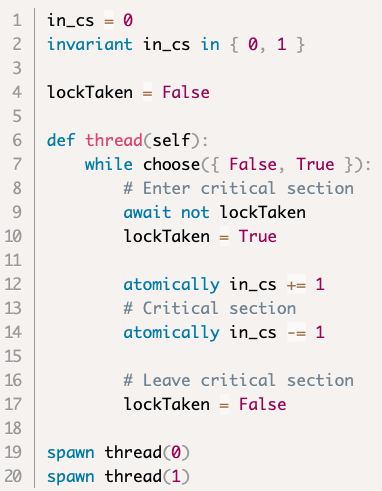 1 in_cs = 0
2 invariant in_cs in { 0, 1 }
3
4 lockTaken = False
5
6 def thread(self):
7     while choose({ False, True }):
8         # Enter critical section
9         await not lockTaken
10         lockTaken = True
11
12         atomically in_cs += 1
13         # Critical section
14         atomically in_cs -= 1
15
16         # Leave critical section
17         lockTaken = False
18
19 spawn thread(0)
20 spawn thread(1)